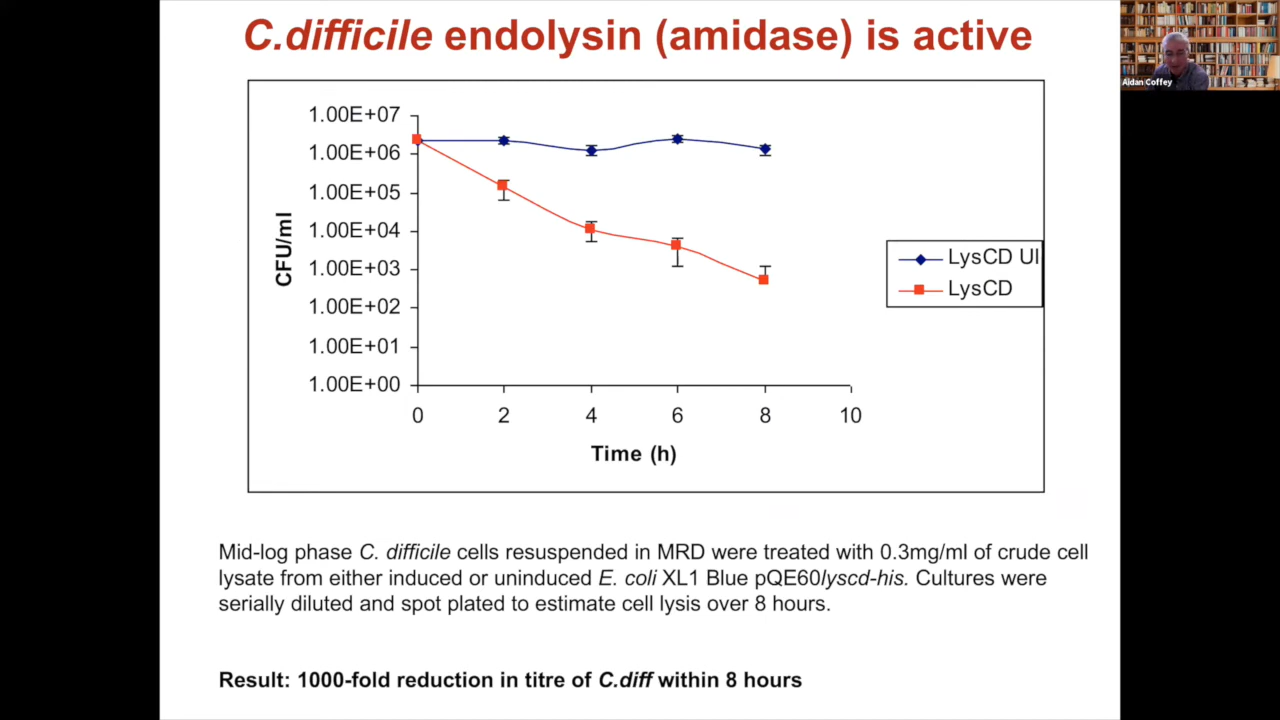 C.difficile endolysin (amidase) is active
Aidan Coffey
1.00E+07
1.00E+06
1.00E+05
1.00E+04
1.00E+03
1.00E+02
1.00E+01
1.00E+00
CFU/ml
0 2 4 6 8 10
Time (h)
LysCD UI
LysCD
Mid-log phase C. difficile cells resuspended in MRD were treated with 0.3mg/ml of crude cell
lysate from either induced or uninduced E. coli XL1 Blue pQE60lyscd-his. Cultures were
serially diluted and spot plated to estimate cell lysis over 8 hours.
Result: 1000-fold reduction in titre of C.diff within 8 hours